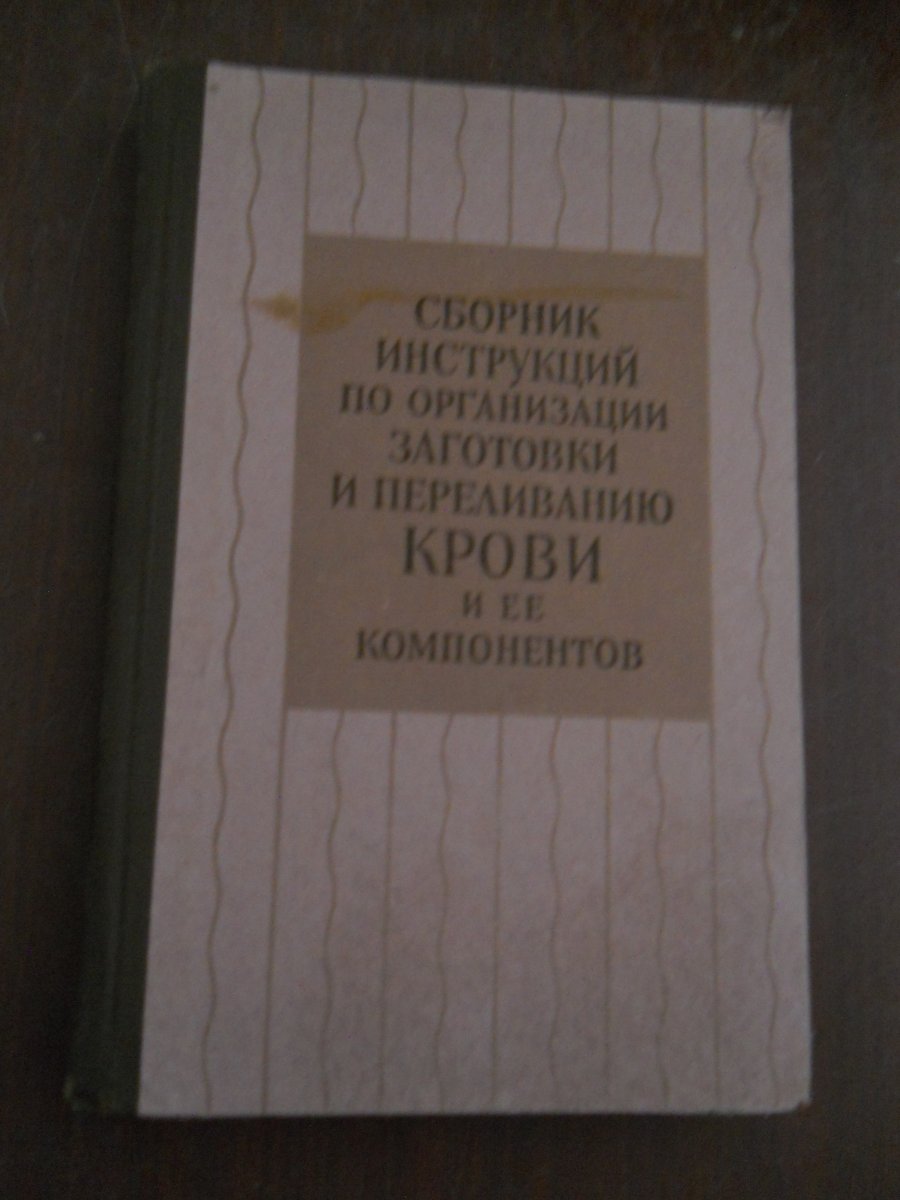 СБОРНИК
ИНСТРУКЦИЙ
ПО ОРГАНИЗАЦИИ
ЗАГОТОВКИ
И ПЕРЕЛИВАНИЮ
КРОВИ
И ЕЕ
КОМПОНЕНТОВ